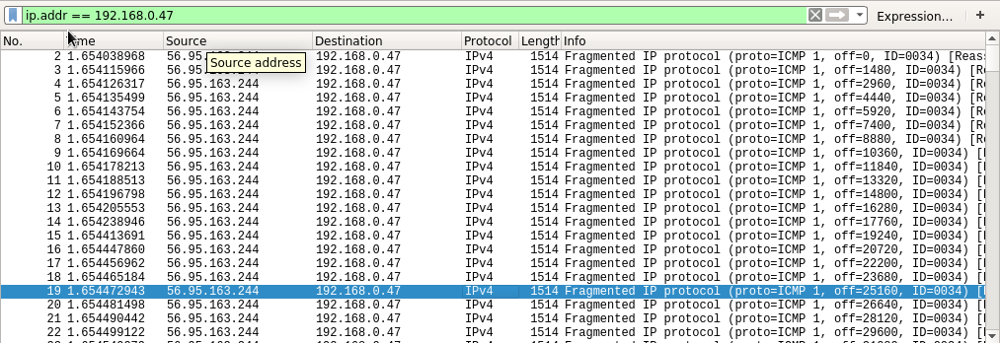 ip.addr == 192.168.0.47 Expression… +
No. Time Source Destination Protocol Length Info
Source address
2 1.654038968 56.95.163.244 192.168.0.47 IPv4 1514 Fragmented IP protocol (proto=ICMP 1, off=0, ID=0034) [Reas
3 1.654115966 56.95.163.244 192.168.0.47 IPv4 1514 Fragmented IP protocol (proto=ICMP 1, off=1480, ID=0034) [Re
4 1.654126317 56.95.163.244 192.168.0.47 IPv4 1514 Fragmented IP protocol (proto=ICMP 1, off=2960, ID=0034) [Re
5 1.654135499 56.95.163.244 192.168.0.47 IPv4 1514 Fragmented IP protocol (proto=ICMP 1, off=4440, ID=0034) [Re
6 1.654143754 56.95.163.244 192.168.0.47 IPv4 1514 Fragmented IP protocol (proto=ICMP 1, off=5920, ID=0034) [Re
7 1.654152366 56.95.163.244 192.168.0.47 IPv4 1514 Fragmented IP protocol (proto=ICMP 1, off=7400, ID=0034) [Re
8 1.654160964 56.95.163.244 192.168.0.47 IPv4 1514 Fragmented IP protocol (proto=ICMP 1, off=8880, ID=0034) [Re
9 1.654169664 56.95.163.244 192.168.0.47 IPv4 1514 Fragmented IP protocol (proto=ICMP 1, off=10360, ID=0034) [
10 1.654178213 56.95.163.244 192.168.0.47 IPv4 1514 Fragmented IP protocol (proto=ICMP 1, off=11840, ID=0034) [
11 1.654188513 56.95.163.244 192.168.0.47 IPv4 1514 Fragmented IP protocol (proto=ICMP 1, off=13320, ID=0034) [
12 1.654196798 56.95.163.244 192.168.0.47 IPv4 1514 Fragmented IP protocol (proto=ICMP 1, off=14800, ID=0034) [
13 1.654205553 56.95.163.244 192.168.0.47 IPv4 1514 Fragmented IP protocol (proto=ICMP 1, off=16280, ID=0034) [
14 1.654238946 56.95.163.244 192.168.0.47 IPv4 1514 Fragmented IP protocol (proto=ICMP 1, off=17760, ID=0034) [
15 1.654413691 56.95.163.244 192.168.0.47 IPv4 1514 Fragmented IP protocol (proto=ICMP 1, off=19240, ID=0034) [
16 1.654447860 56.95.163.244 192.168.0.47 IPv4 1514 Fragmented IP protocol (proto=ICMP 1, off=20720, ID=0034) [
17 1.654456962 56.95.163.244 192.168.0.47 IPv4 1514 Fragmented IP protocol (proto=ICMP 1, off=22200, ID=0034) [
18 1.654465184 56.95.163.244 192.168.0.47 IPv4 1514 Fragmented IP protocol (proto=ICMP 1, off=23680, ID=0034) [
19 1.654472943 56.95.163.244 192.168.0.47 IPv4 1514 Fragmented IP protocol (proto=ICMP 1, off=25160, ID=0034) [
20 1.654481498 56.95.163.244 192.168.0.47 IPv4 1514 Fragmented IP protocol (proto=ICMP 1, off=26640, ID=0034) [
21 1.654490442 56.95.163.244 192.168.0.47 IPv4 1514 Fragmented IP protocol (proto=ICMP 1, off=28120, ID=0034) [
22 1.654499122 56.95.163.244 192.168.0.47 IPv4 1514 Fragmented IP protocol (proto=ICMP 1, off=29600, ID=0034) [